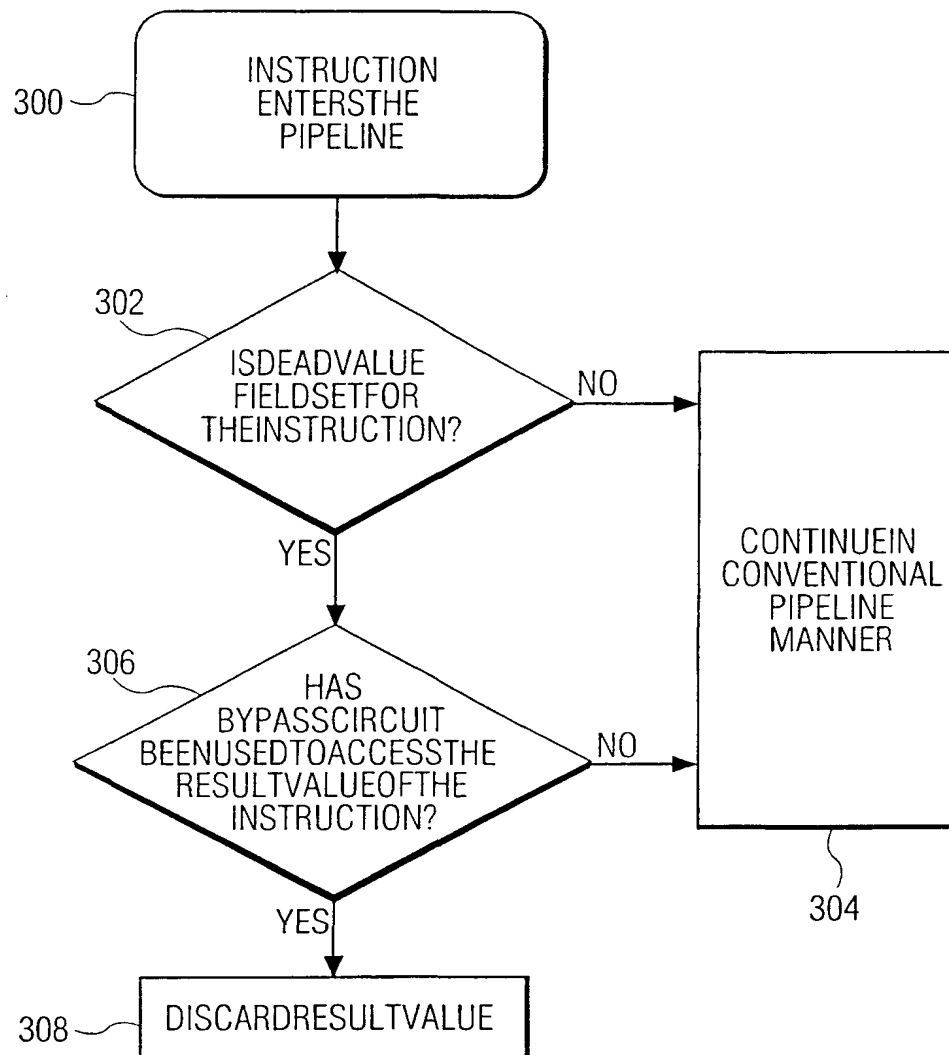 INSTRUCTION
ENTERSTHE
PIPELINE
300
302
ISDEADVALUE
FIELDSETFOR
THEINSTRUCTION?
NO
YES
CONTINUEIN
CONVENTIONAL
PIPELINE
MANNER
304
306
HAS
BYPASSCIRCUIT
BEENUSEDTOACCESSTHE
RESULTVALUEOFTHE
INSTRUCTION?
NO
YES
308
DISCARDRESULTVALUE